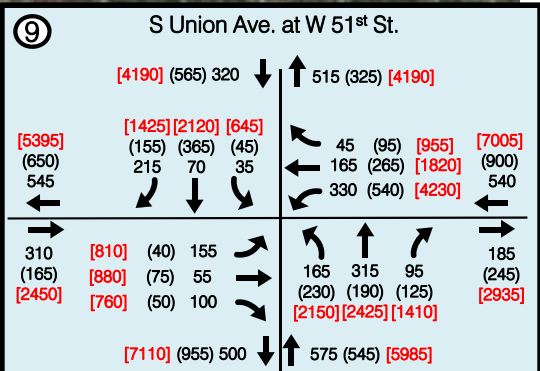 9
S Union Ave. at W 51st St.
[4190] (565) 320
515 (325) [4190]
[1425] [2120] [645]
(155) (365) (45)
215 70 35
[5395]
(650)
545
45 (95) [955]
165 (265) [1820]
330 (540) [4230]
[7005]
(900)
540
310
(165)
[2450]
[810] (40) 155
[880] (75) 55
[760] (50) 100
165 315 95
(230) (190) (125)
[2150] [2425] [1410]
185
(245)
[2935]
[7110] (955) 500
575 (545) [5985]